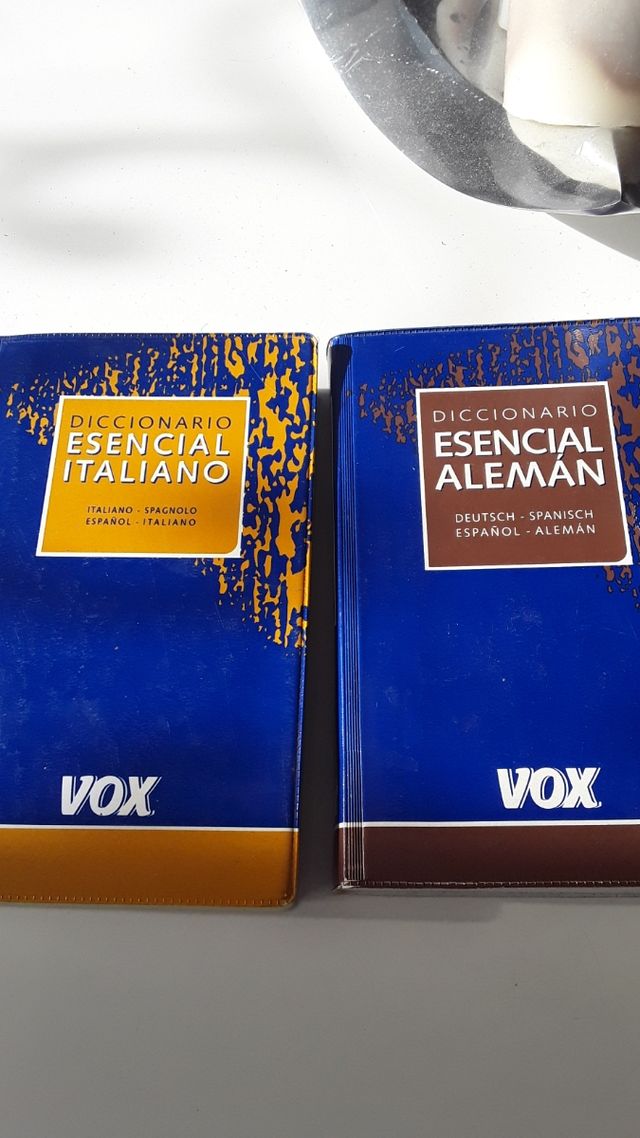 DICCIONARIO
ESENCIAL
ITALIANO
ITALIANO - SPAGNOLO
ESPAÑOL - ITALIANO
VOX
DICCIONARIO
ESENCIAL
ALEMÁN
DEUTSCH - SPANISCH
ESPAÑOL - ALEMÁN
VOX